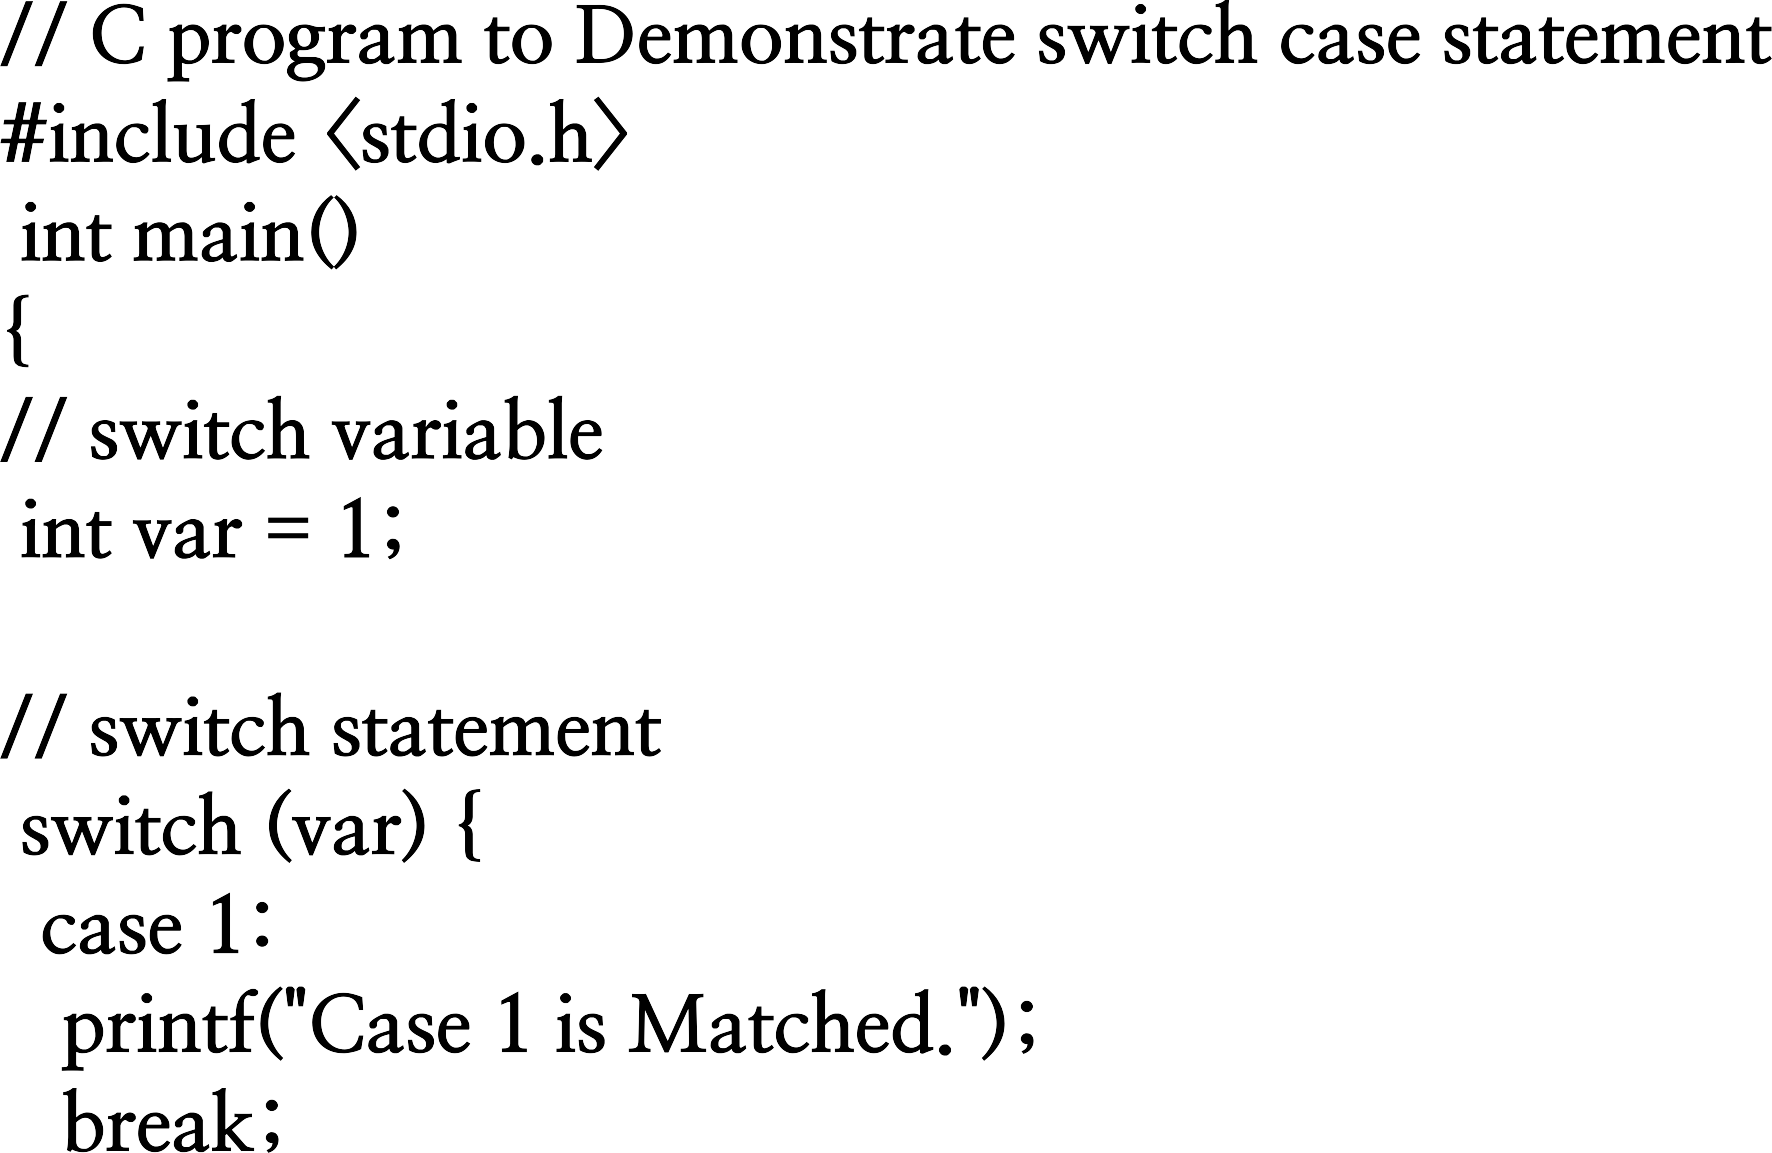 // C program to Demonstrate switch case statement
#include <stdio.h>
int main()
{
// switch variable
int var = 1;
// switch statement
switch (var) {
case 1:
printf("Case 1 is Matched.");
break;